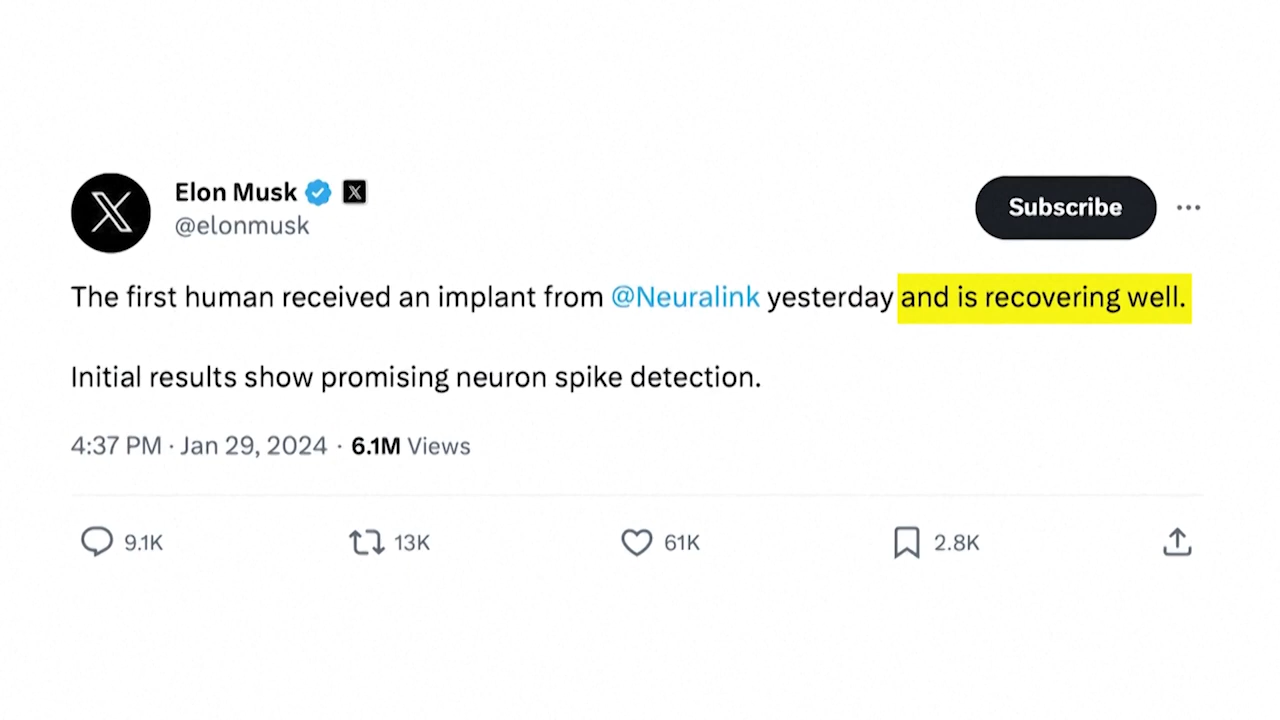 Elon Musk
Subscribe
@elonmusk
The first human received an implant from @Neuralink yesterday and is recovering well.
Initial results show promising neuron spike detection.
4:37 PM · Jan 29, 2024 · 6.1M Views
9.1K 13K 61K 2.8K